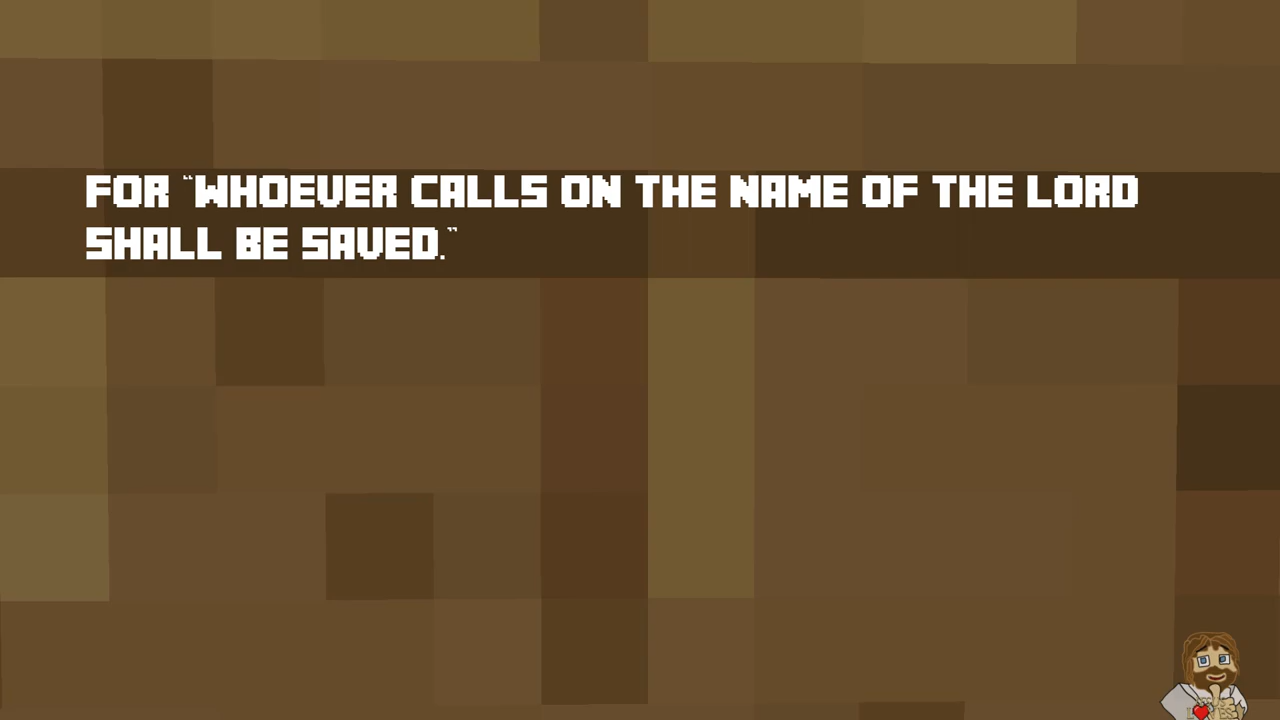 FOR “WHOEVER CALLS ON THE NAME OF THE LORD
SHALL BE SAVED.”